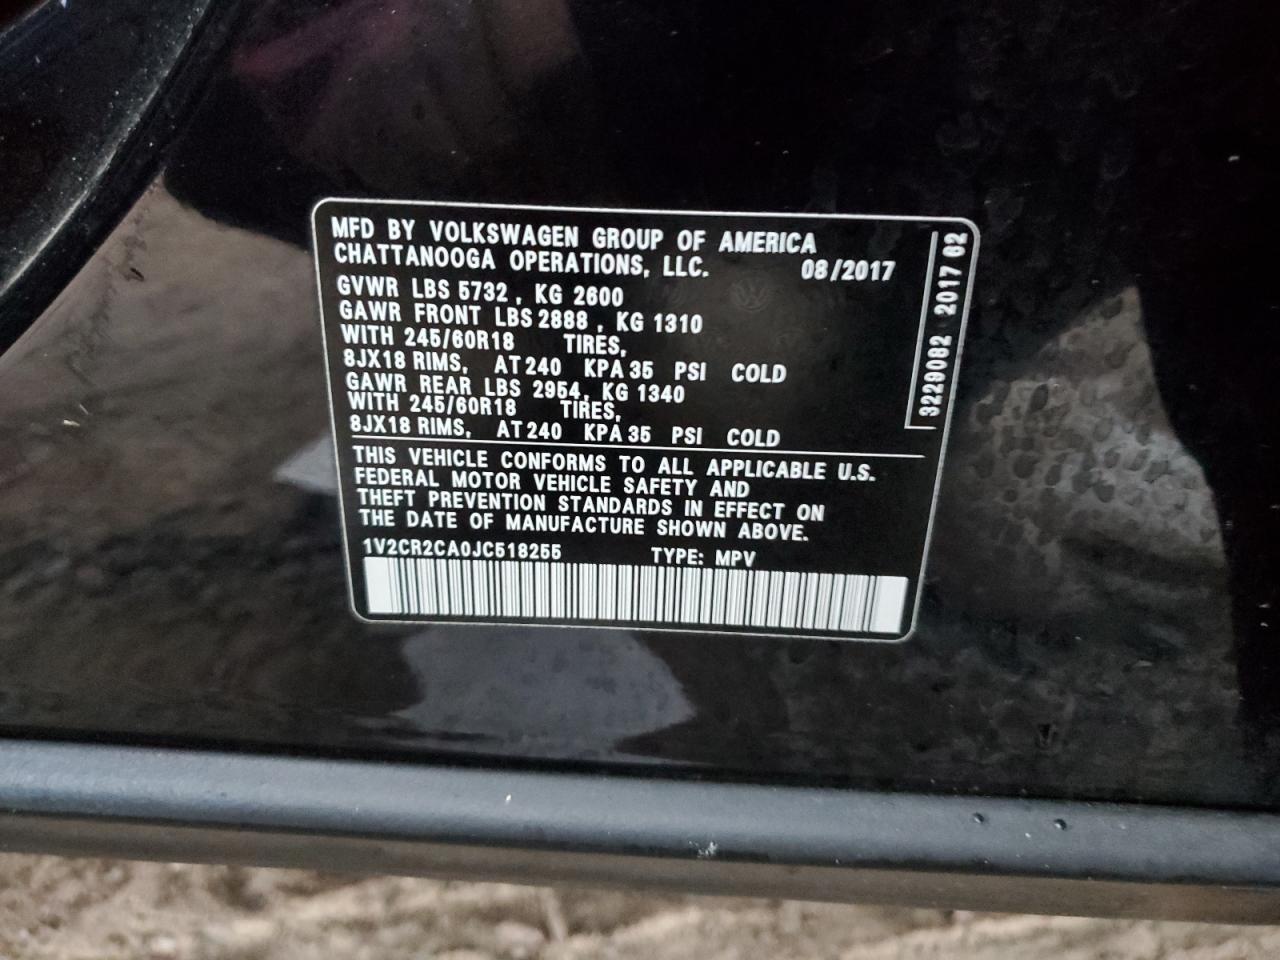 MFD BY VOLKSWAGEN GROUP OF AMERICA
CHATTANOOGA OPERATIONS, LLC. 08/2017
GVWR LBS 5732 , KG 2600
GAWR FRONT LBS 2888 , KG 1310
WITH 245/60R18 TIRES,
8JX18 RIMS, AT 240 KPA 35 PSI COLD
GAWR REAR LBS 2954, KG 1340
WITH 245/60R18 TIRES,
8JX18 RIMS, AT 240 KPA 35 PSI COLD
THIS VEHICLE CONFORMS TO ALL APPLICABLE U.S.
FEDERAL MOTOR VEHICLE SAFETY AND
THEFT PREVENTION STANDARDS IN EFFECT ON
THE DATE OF MANUFACTURE SHOWN ABOVE.
1V2CR2CA0JC518255 TYPE: MPV
3229082 2017 62